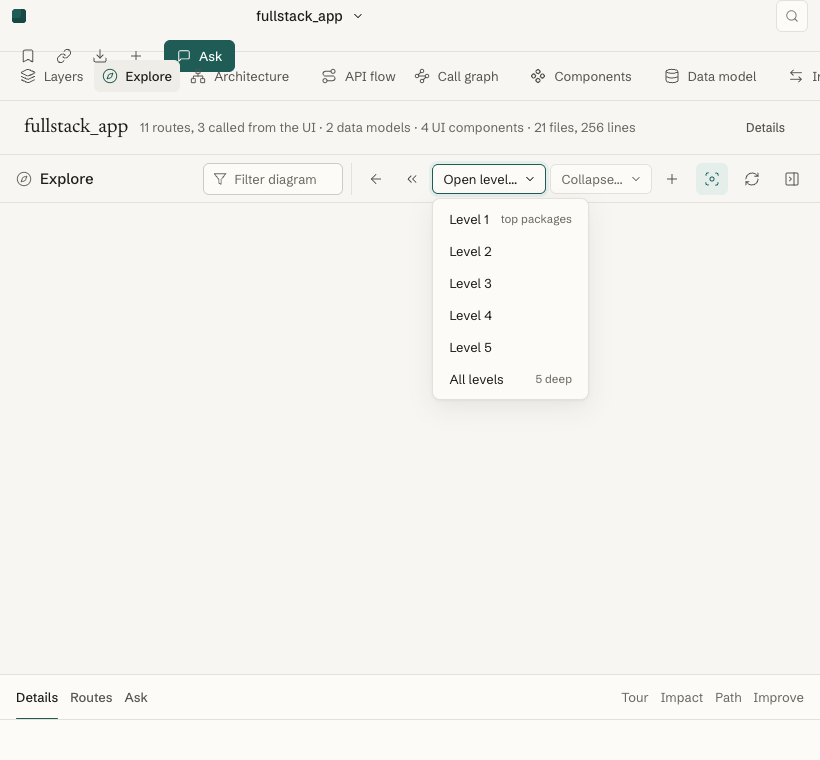 fullstack_app
Ask
Layers Explore Architecture API flow Call graph Components Data model
fullstack_app 11 routes, 3 called from the UI · 2 data models · 4 UI components · 21 files, 256 lines Details
Explore Filter diagram Open level... Collapse...
Level 1 top packages
Level 2
Level 3
Level 4
Level 5
All levels 5 deep
Details Routes Ask Tour Impact Path Improve